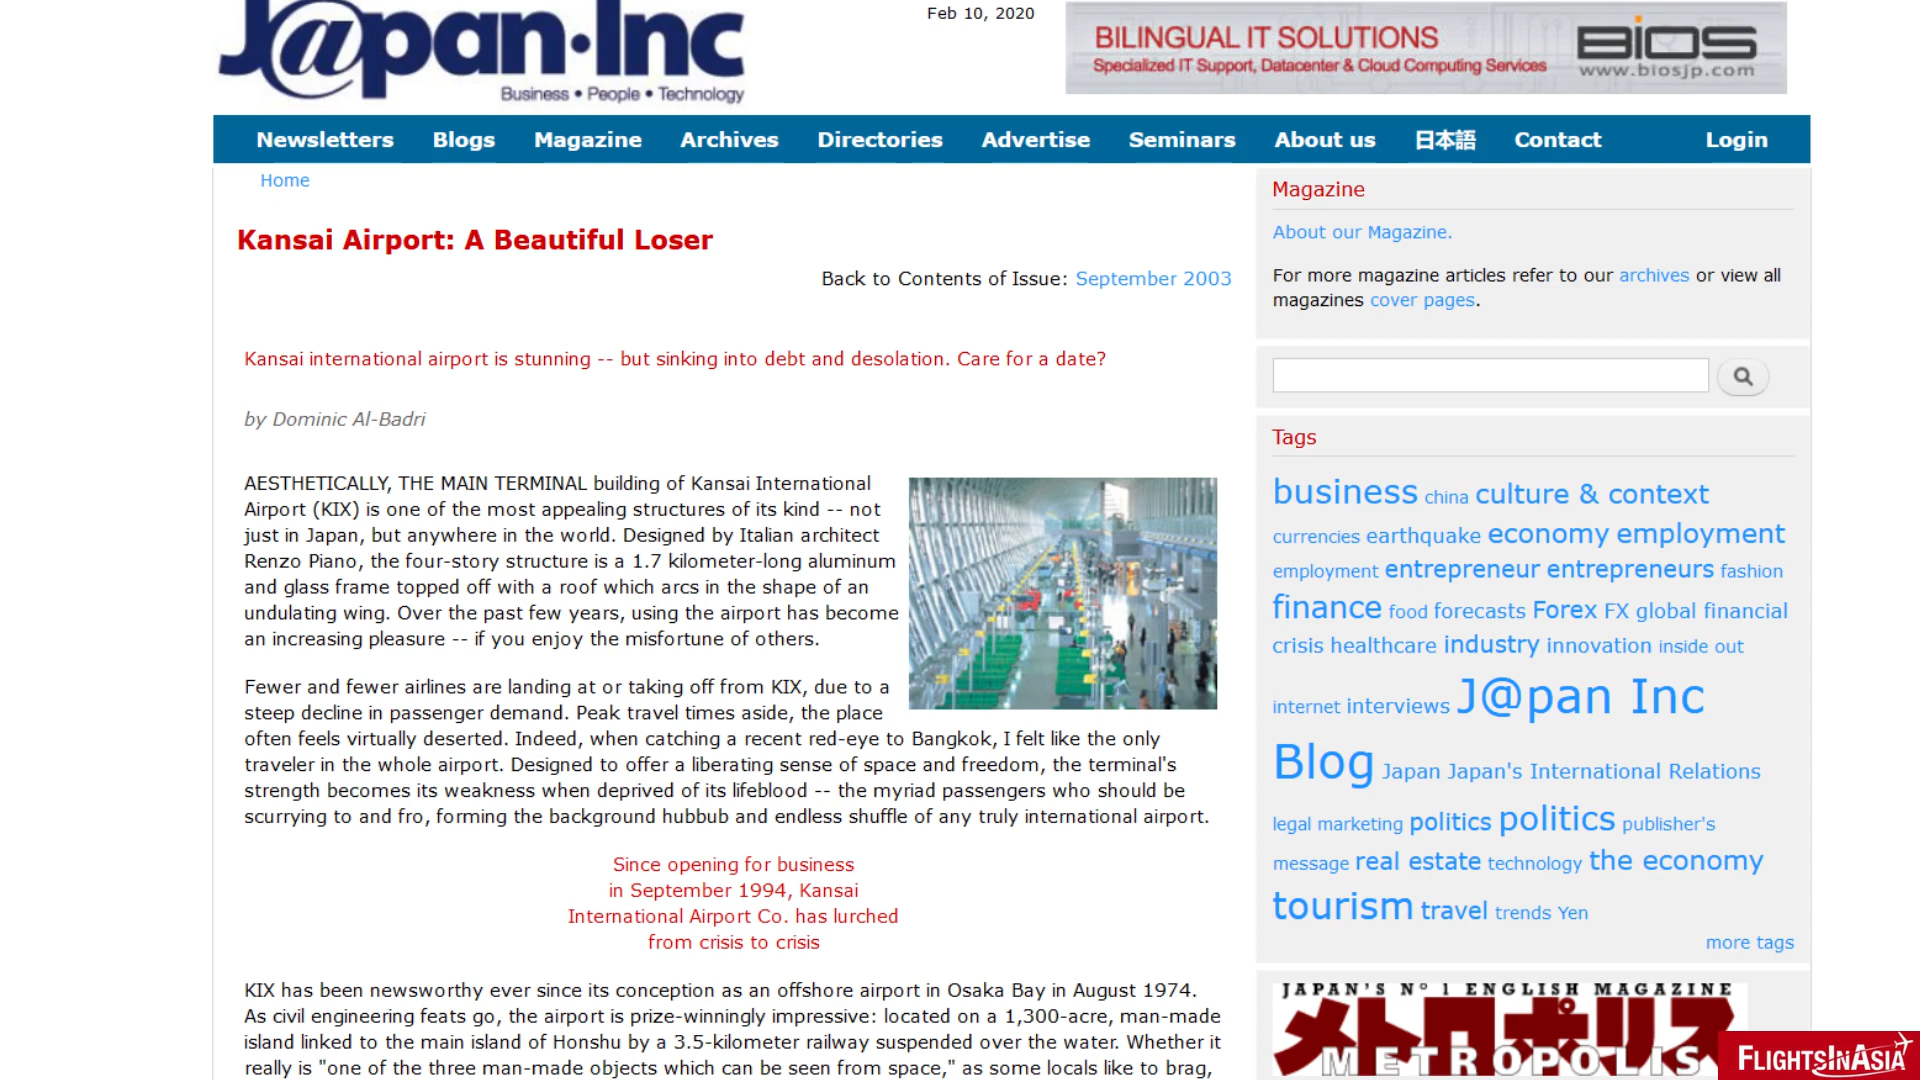 J@pan•Inc
Business • People • Technology
Feb 10, 2020
BILINGUAL IT SOLUTIONS
Specialized IT Support, Datacenter & Cloud Computing Services
BiOS
www.biosjp.com
Newsletters Blogs Magazine Archives Directories Advertise Seminars About us 日本語 Contact Login
Home
Kansai Airport: A Beautiful Loser
Back to Contents of Issue: September 2003
Kansai international airport is stunning -- but sinking into debt and desolation. Care for a date?
by Dominic Al-Badri
AESTHETICALLY, THE MAIN TERMINAL building of Kansai International
Airport (KIX) is one of the most appealing structures of its kind -- not
just in Japan, but anywhere in the world. Designed by Italian architect
Renzo Piano, the four-story structure is a 1.7 kilometer-long aluminum
and glass frame topped off with a roof which arcs in the shape of an
undulating wing. Over the past few years, using the airport has become
an increasing pleasure -- if you enjoy the misfortune of others.
Fewer and fewer airlines are landing at or taking off from KIX, due to a
steep decline in passenger demand. Peak travel times aside, the place
often feels virtually deserted. Indeed, when catching a recent red-eye to Bangkok, I felt like the only
traveler in the whole airport. Designed to offer a liberating sense of space and freedom, the terminal's
strength becomes its weakness when deprived of its lifeblood -- the myriad passengers who should be
scurrying to and fro, forming the background hubbub and endless shuffle of any truly international airport.
Since opening for business
in September 1994, Kansai
International Airport Co. has lurched
from crisis to crisis
KIX has been newsworthy ever since its conception as an offshore airport in Osaka Bay in August 1974.
As civil engineering feats go, the airport is prize-winningly impressive: located on a 1,300-acre, man-made
island linked to the main island of Honshu by a 3.5-kilometer railway suspended over the water. Whether it
really is "one of the three man-made objects which can be seen from space," as some locals like to brag,
Magazine
About our Magazine.
For more magazine articles refer to our archives or view all
magazines cover pages.
Tags
business china culture & context
currencies earthquake economy employment
employment entrepreneur entrepreneurs fashion
finance food forecasts Forex FX global financial
crisis healthcare industry innovation inside out
internet interviews J@pan Inc
Blog Japan Japan's International Relations
legal marketing politics politics publisher's
message real estate technology the economy
tourism travel trends Yen
more tags
JAPAN'S Nº 1 ENGLISH MAGAZINE
メトロポリス
METROPOLIS
FLIGHTSINASIA